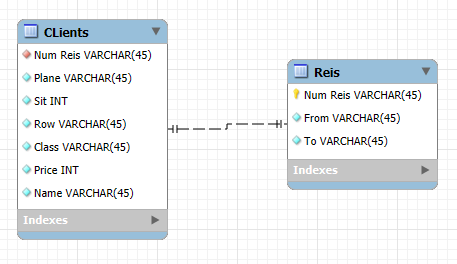 CLients
Num Reis VARCHAR(45)
Plane VARCHAR(45)
Sit INT
Row VARCHAR(45)
Class VARCHAR(45)
Price INT
Name VARCHAR(45)
Indexes
Reis
Num Reis VARCHAR(45)
From VARCHAR(45)
To VARCHAR(45)
Indexes